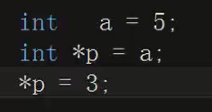 int   a = 5;
int *p = a;
*p = 3;